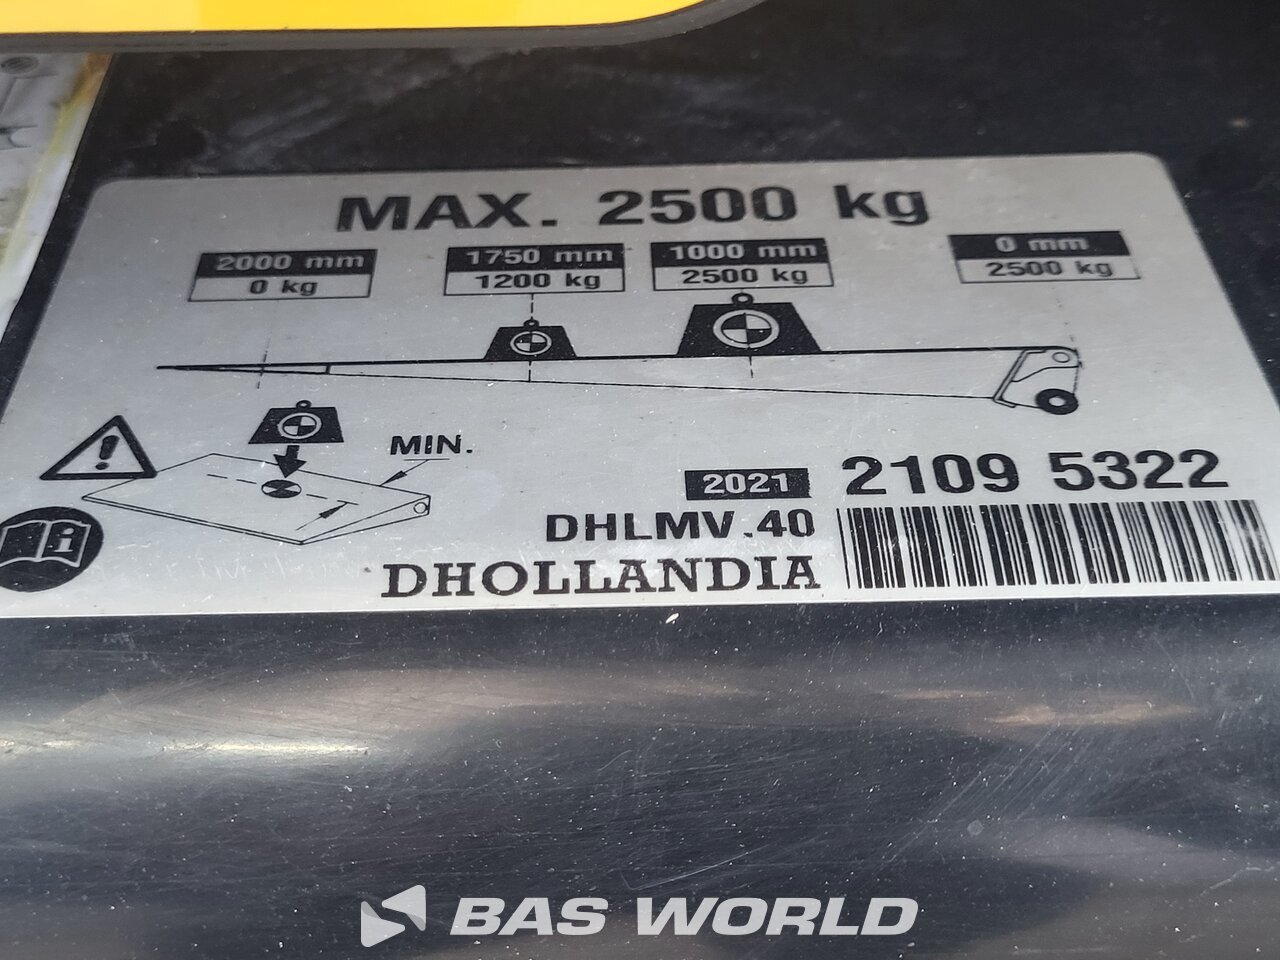 MAX. 2500 kg
2000 mm 1750 mm 1000 mm 0 mm
0 kg 1200 kg 2500 kg 2500 kg
MIN.
2021 2109 5322
DHLMV.40
DHOLLANDIA
BAS WORLD